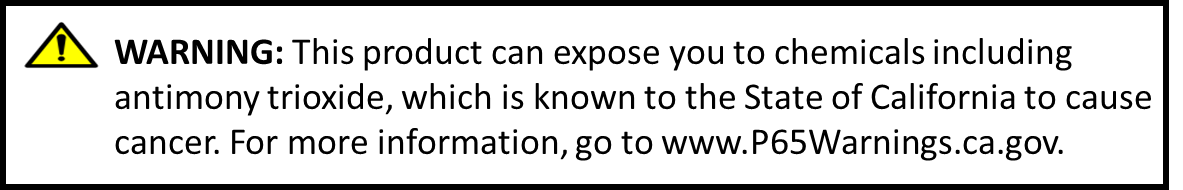 WARNING: This product can expose you to chemicals including
antimony trioxide, which is known to the State of California to cause
cancer. For more information, go to www.P65Warnings.ca.gov.